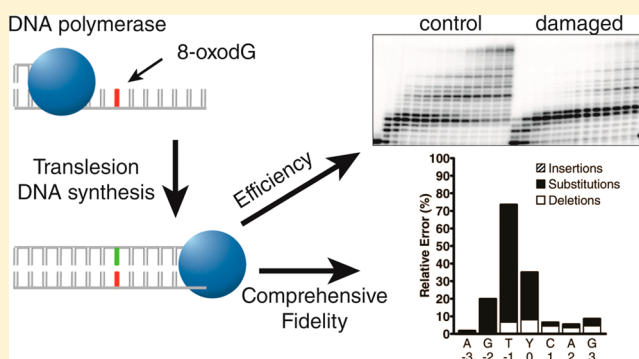 DNA polymerase
8-oxodG
control damaged
Translesion
DNA synthesis
Efficiency
Comprehensive
Fidelity
Relative Error (%)
100
90
80
70
60
50
40
30
20
10
0
Insertions
Substitutions
Deletions
A G T Y C A G
-3 -2 -1 0 1 2 3